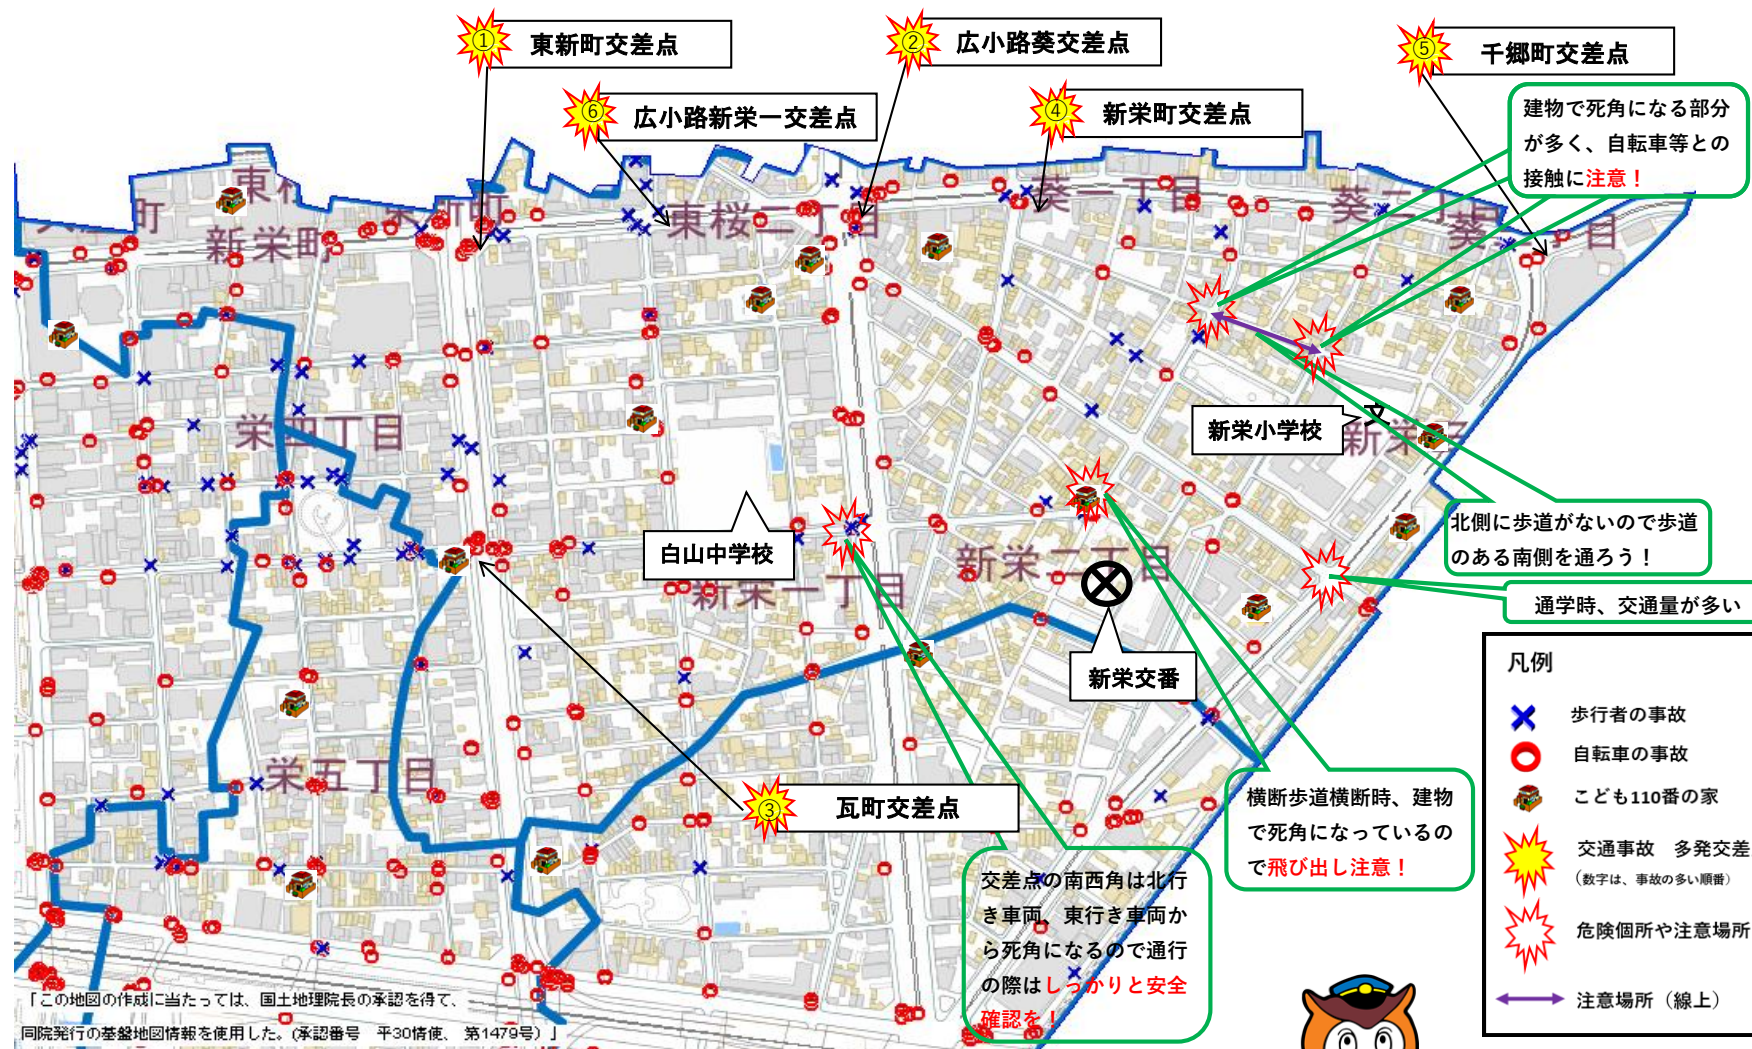 ① 東新町交差点
② 広小路葵交差点
⑤ 千郷町交差点
⑥ 広小路新栄一交差点
④ 新栄町交差点
建物で死角になる部分
が多く、自転車等との
接触に注意！
東桜二丁目
葵一丁目
葵二丁目
新栄町
栄四丁目
新栄小学校
文
白山中学校
新栄一丁目
新栄二丁目
北側に歩道がないので歩道
のある南側を通ろう！
通学時、交通量が多い
新栄交番
栄五丁目
③ 瓦町交差点
横断歩道横断時、建物
で死角になっているの
で飛び出し注意！
交差点の南西角は北行
き車両、東行き車両か
ら死角になるので通行
の際はしっかりと安全
確認を！
凡例
歩行者の事故
自転車の事故
こども110番の家
交通事故　多発交差
（数字は、事故の多い順番）
危険個所や注意場所
注意場所（線上）
「この地図の作成に当たっては、国土地理院長の承認を得て、
同院発行の基盤地図情報を使用した。(承認番号　平30情使、 第1479号）」